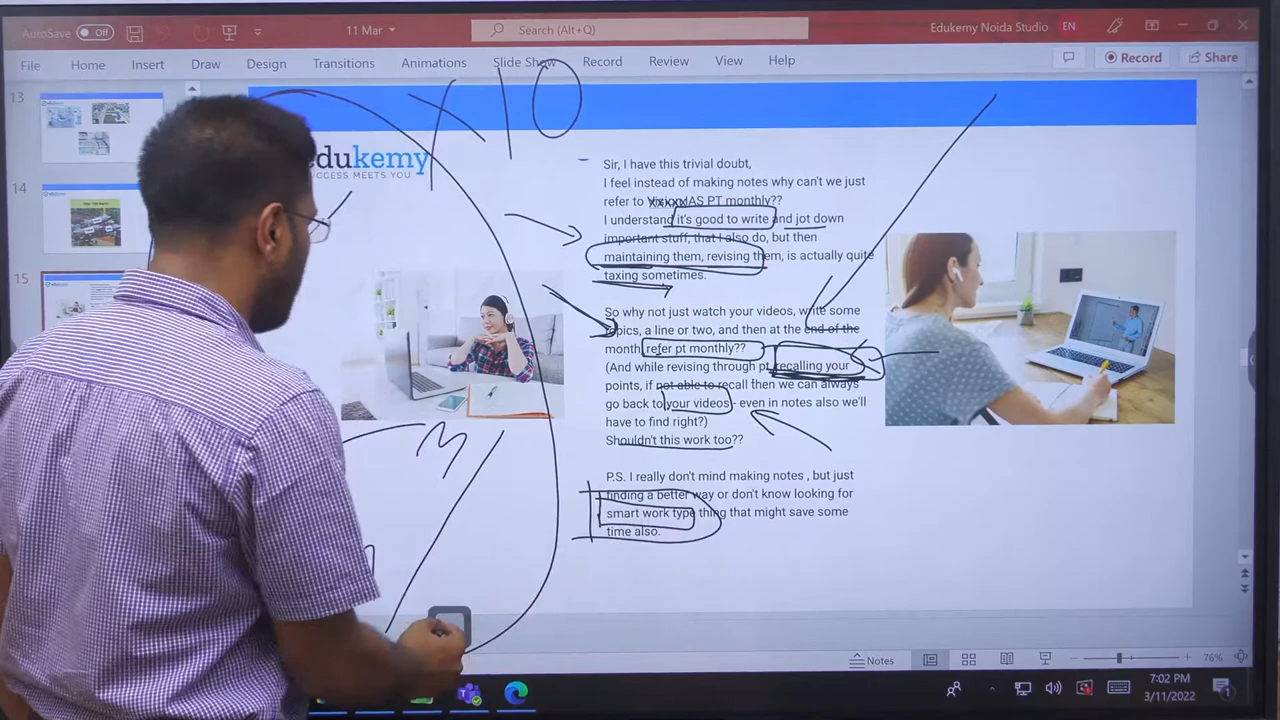 AutoSave Off
11 Mar
Search (Alt+Q)
Edukemy Noida Studio EN
File Home Insert Draw Design Transitions Animations Slide Show Record Review View Help
Record Share
13
14
15
X 10
edukemy
SUCCESS MEETS YOU
Sir, I have this trivial doubt,
I feel instead of making notes why can't we just
refer to AS PT monthly??
I understand it's good to write and jot down
important stuff, that I also do, but then
maintaining them, revising them, is actually quite
taxing sometimes.
So why not just watch your videos, write some
topics, a line or two, and then at the end of the
month refer pt monthly??
(And while revising through pt recalling your
points, if not able to recall then we can always
go back to your videos - even in notes also we'll
have to find right?)
Shouldn't this work too??
P.S. I really don't mind making notes , but just
finding a better way or don't know looking for
smart work type thing that might save some
time also.
M
Notes
76%
7:02 PM
3/11/2022
1